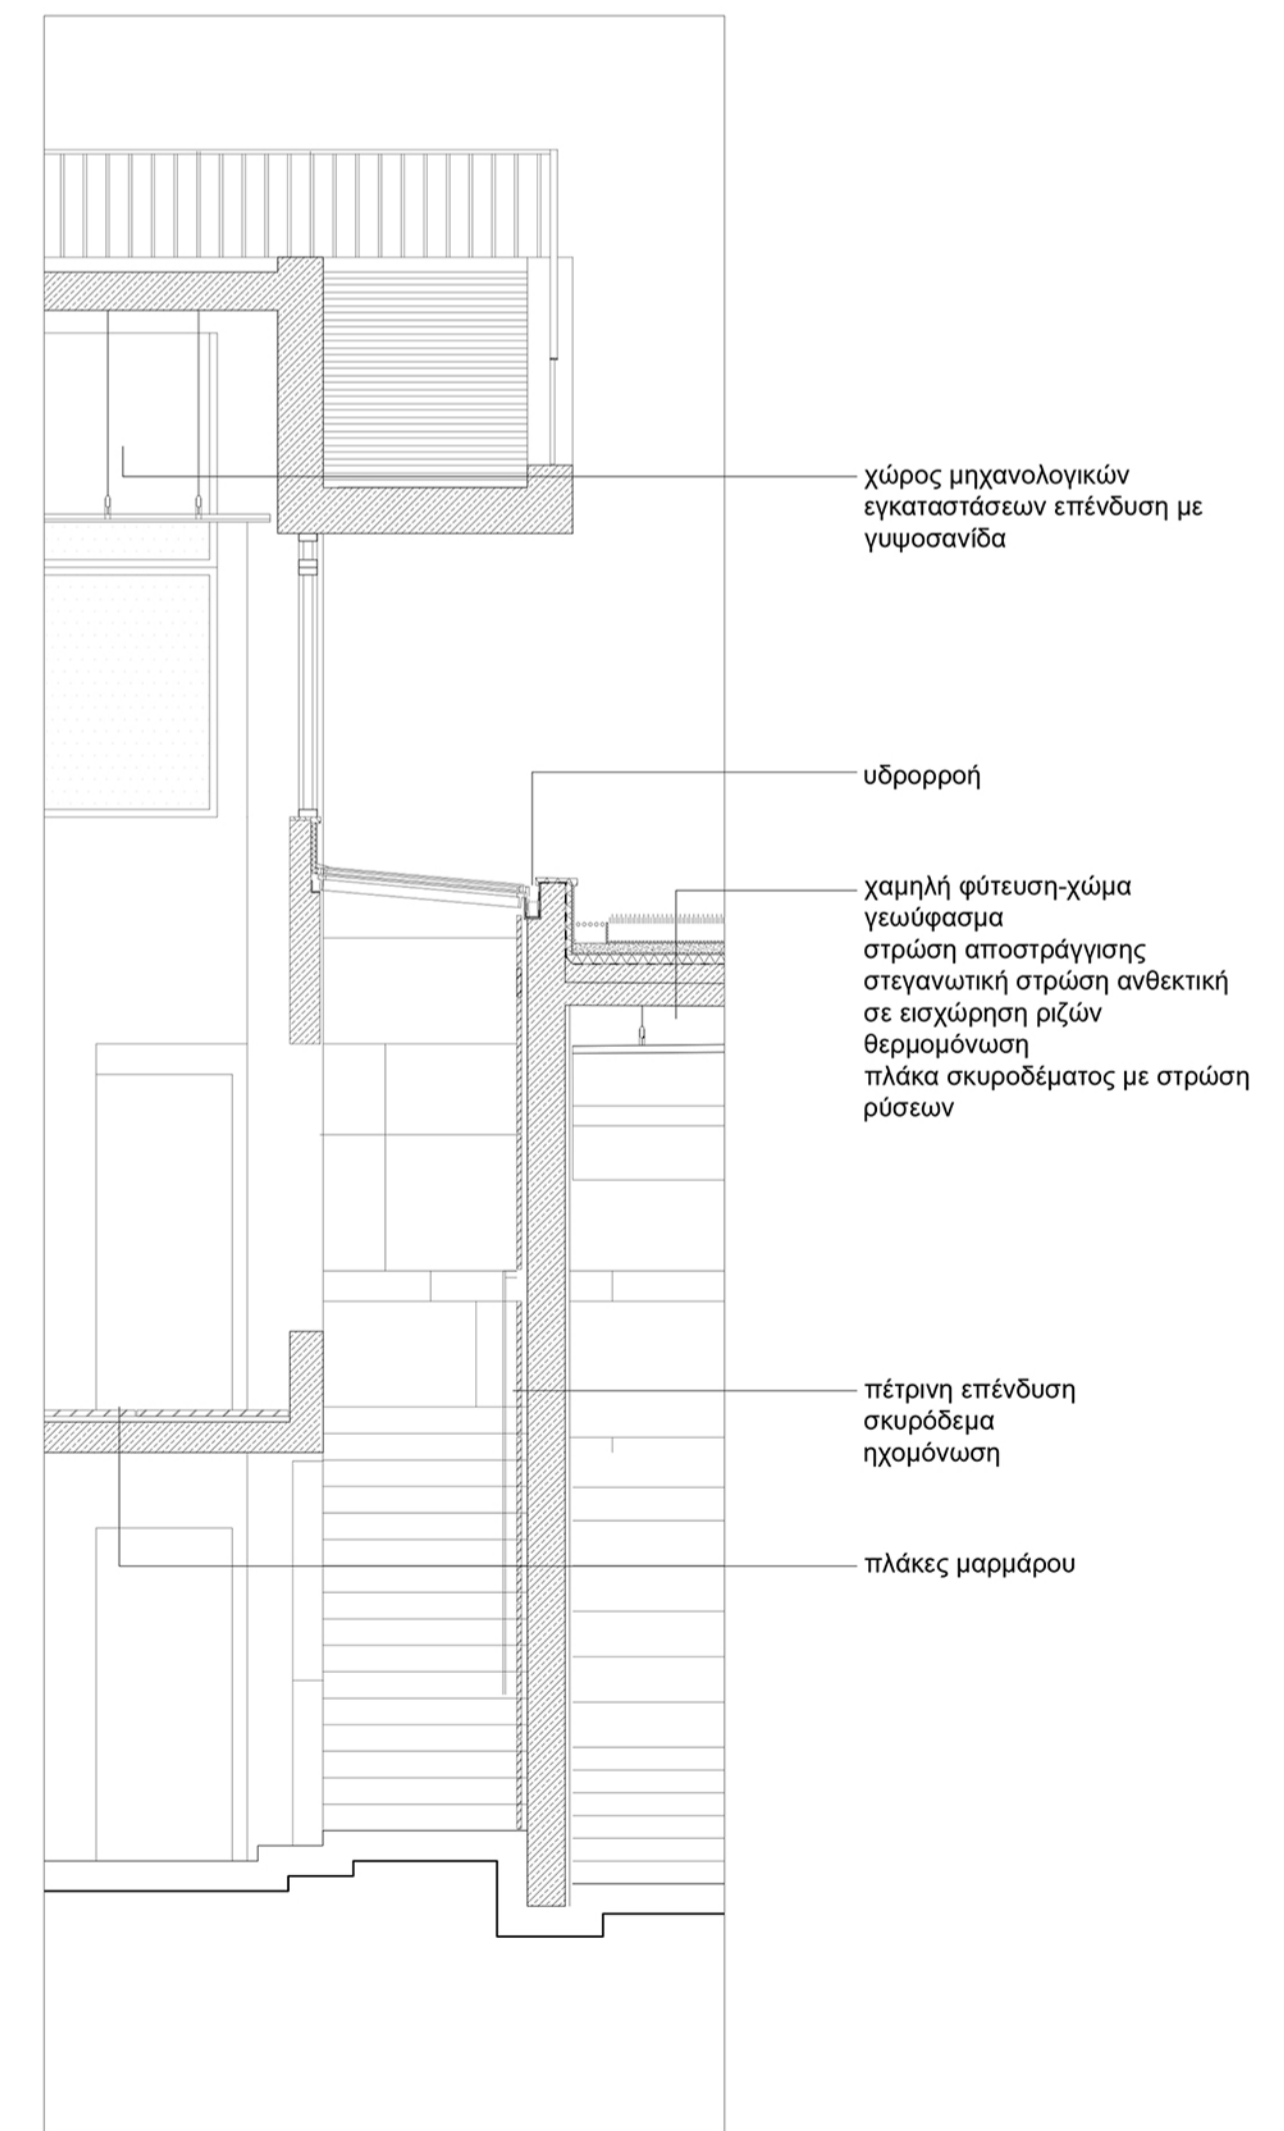 χώρος μηχανολογικών
εγκαταστάσεων επένδυση με
γυψοσανίδα
υδρορροή
χαμηλή φύτευση-χώμα
γεωύφασμα
στρώση αποστράγγισης
στεγανωτική στρώση ανθεκτική
σε εισχώρηση ριζών
θερμομόνωση
πλάκα σκυροδέματος με στρώση
ρύσεων
πέτρινη επένδυση
σκυρόδεμα
ηχομόνωση
πλάκες μαρμάρου